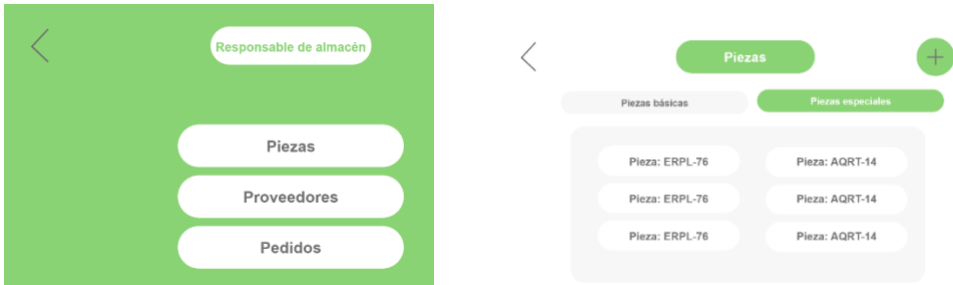 Responsable de almacén
Piezas
Proveedores
Pedidos
Piezas
Piezas básicas
Piezas especiales
Pieza: ERPL-76
Pieza: AQRT-14
Pieza: ERPL-76
Pieza: AQRT-14
Pieza: ERPL-76
Pieza: AQRT-14